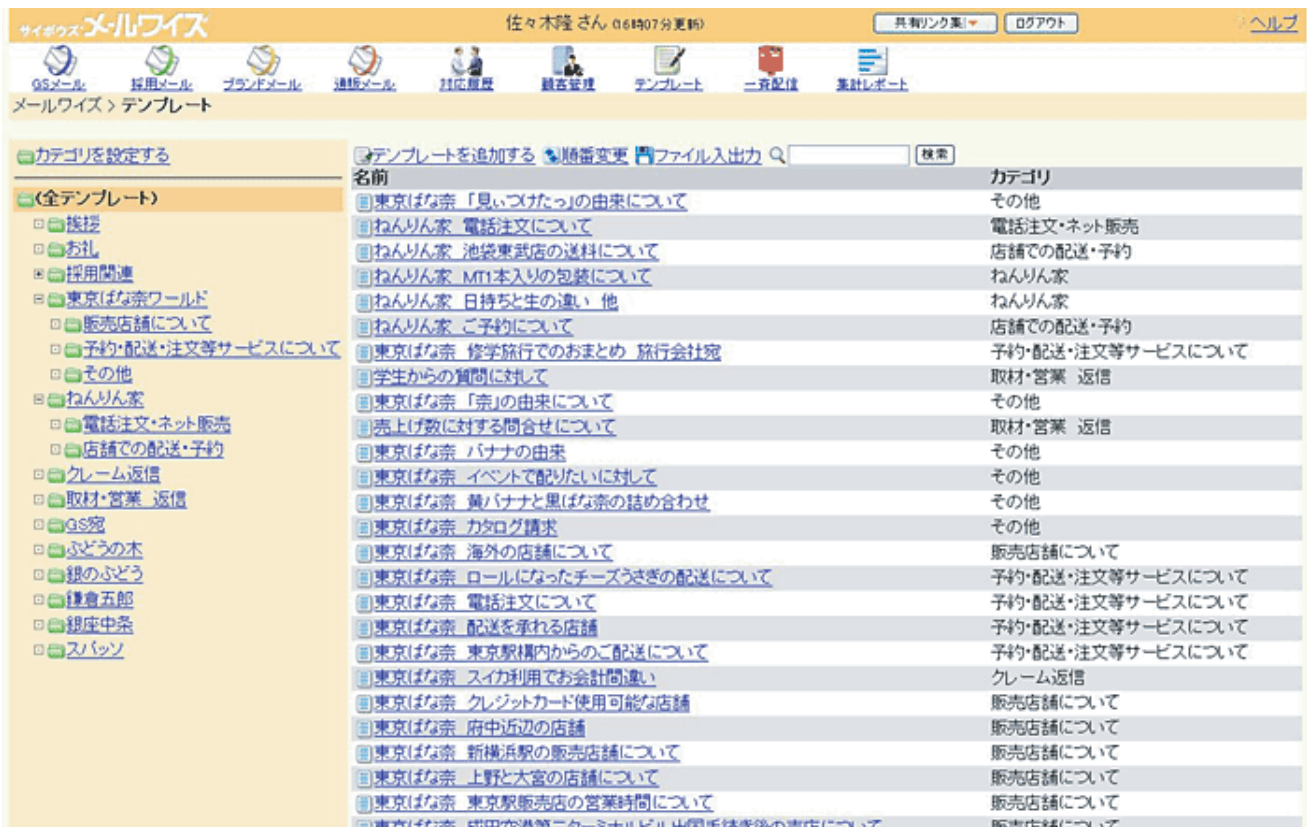 サイボウズ メールワイズ 佐々木隆 さん (16時07分更新) 共有リンク集 ログアウト ヘルプ
GSメール 採用メール ブランドメール 通販メール 対応履歴 顧客管理 テンプレート 一斉配信 集計レポート
メールワイズ > テンプレート
カテゴリを設定する
(全テンプレート)
挨拶
お礼
採用関連
東京ばな奈ワールド
販売店舗について
予約・配送・注文等サービスについて
その他
ねんりん家
電話注文・ネット販売
店舗での配送・予約
クレーム返信
取材・営業 返信
GS宛
ぶどうの木
銀のぶどう
鎌倉五郎
銀座中条
スパッソ
テンプレートを追加する 順番変更 ファイル入出力 検索
名前 カテゴリ
東京ばな奈 「見ぃつけたっ」の由来について その他
ねんりん家 電話注文について 電話注文・ネット販売
ねんりん家 池袋東武店の送料について 店舗での配送・予約
ねんりん家 MT1本入りの包装について ねんりん家
ねんりん家 日持ちと生の違い 他 ねんりん家
ねんりん家 ご予約について 店舗での配送・予約
東京ばな奈 修学旅行でのおまとめ 旅行会社宛 予約・配送・注文等サービスについて
学生からの質問に対して 取材・営業 返信
東京ばな奈 「奈」の由来について その他
売上げ数に対する問合せについて 取材・営業 返信
東京ばな奈 バナナの由来 その他
東京ばな奈 イベントで配りたいに対して その他
東京ばな奈 黄バナナと黒ばな奈の詰め合わせ その他
東京ばな奈 カタログ請求 その他
東京ばな奈 海外の店舗について 販売店舗について
東京ばな奈 ロールになったチーズうさぎの配送について 予約・配送・注文等サービスについて
東京ばな奈 電話注文について 予約・配送・注文等サービスについて
東京ばな奈 配送を承れる店舗 予約・配送・注文等サービスについて
東京ばな奈 東京駅構内からのご配送について 予約・配送・注文等サービスについて
東京ばな奈 スイカ利用でお会計間違い クレーム返信
東京ばな奈 クレジットカード使用可能な店舗 販売店舗について
東京ばな奈 府中近辺の店舗 販売店舗について
東京ばな奈 新横浜駅の販売店舗について 販売店舗について
東京ばな奈 上野と大宮の店舗について 販売店舗について
東京ばな奈 東京駅販売店の営業時間について 販売店舗について
東京ばな奈 成田空港第二ターミナルビル出国手続き後の売店について 販売店舗について